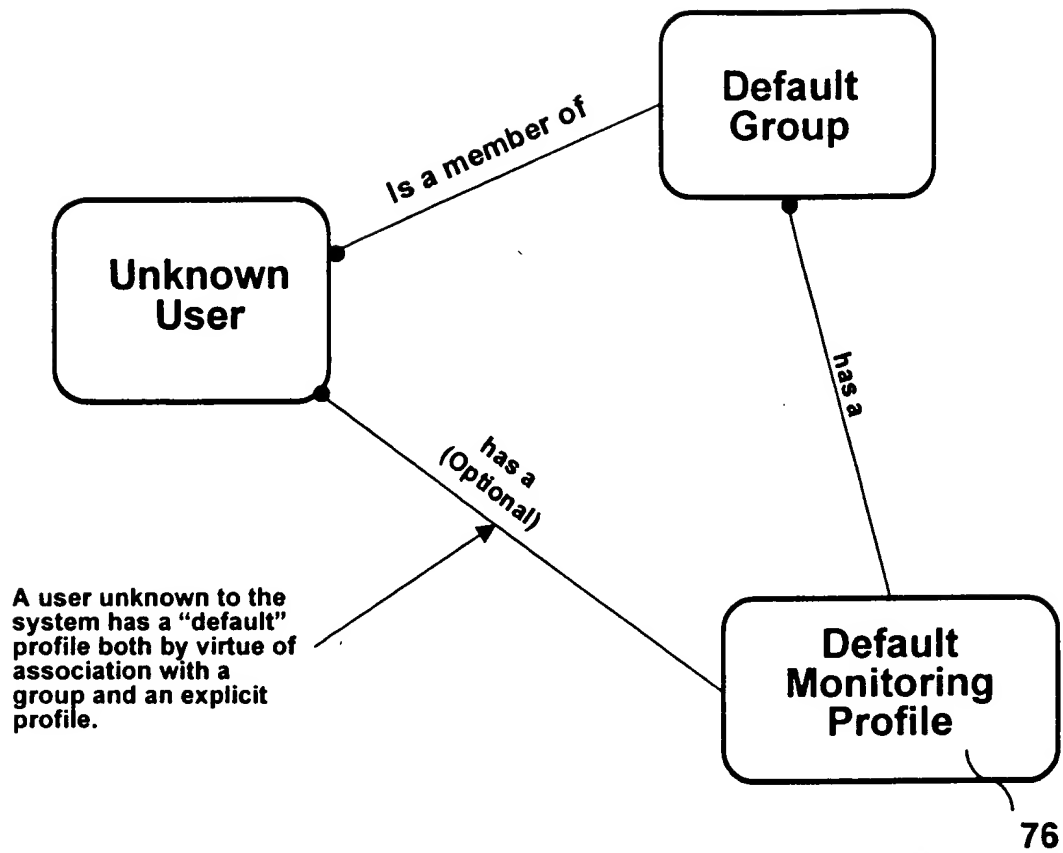 Default
Group
Is a member of
Unknown
User
has a
has a
(Optional)
A user unknown to the
system has a “default”
profile both by virtue of
association with a
group and an explicit
profile.
Default
Monitoring
Profile
76